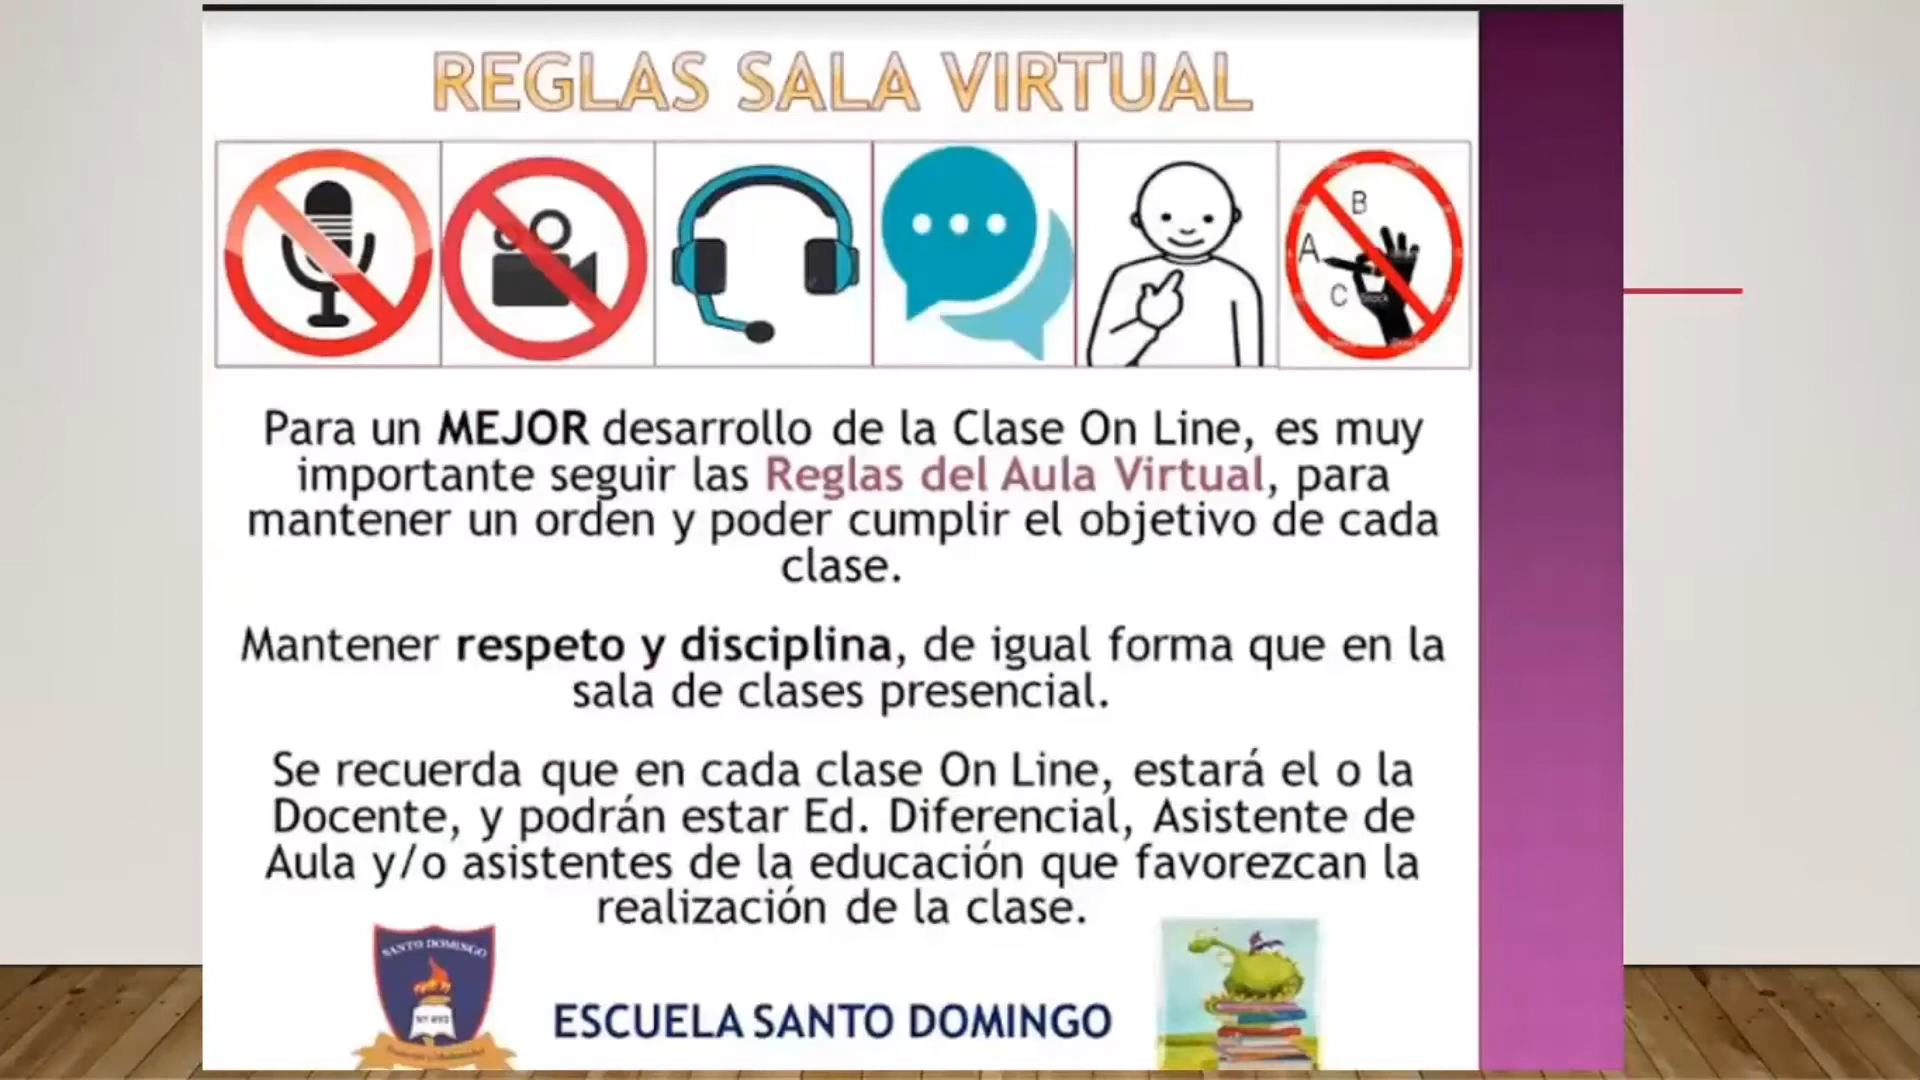 REGLAS SALA VIRTUAL
B
A
C
Para un MEJOR desarrollo de la Clase On Line, es muy
importante seguir las Reglas del Aula Virtual, para
mantener un orden y poder cumplir el objetivo de cada
clase.
Mantener respeto y disciplina, de igual forma que en la
sala de clases presencial.
Se recuerda que en cada clase On Line, estará el o la
Docente, y podrán estar Ed. Diferencial, Asistente de
Aula y/o asistentes de la educación que favorezcan la
realización de la clase.
SANTO DOMINGO
ESCUELA SANTO DOMINGO